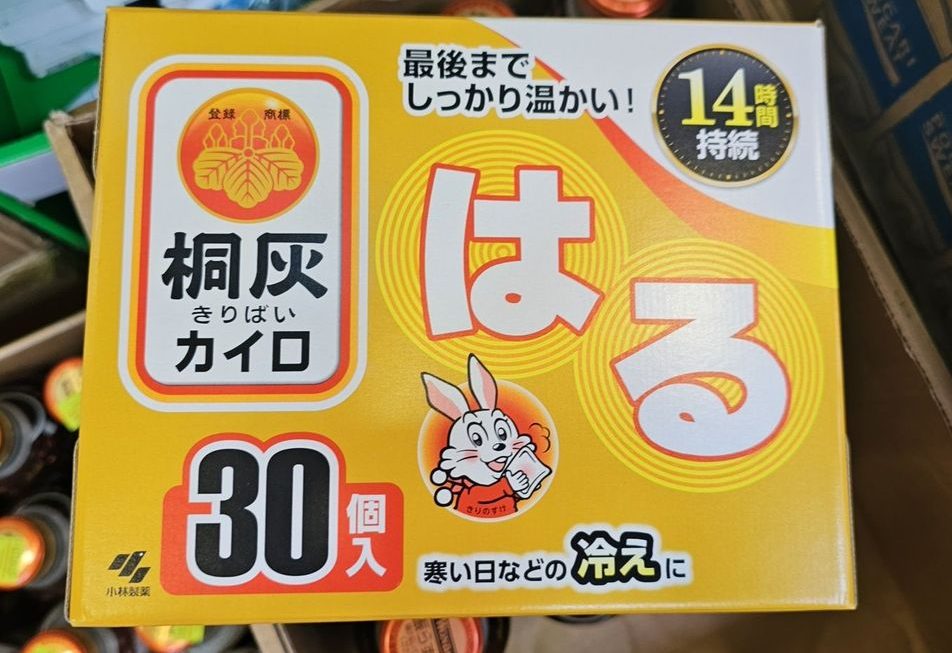 最後まで
しっかり温かい!
14時間
持続
登録 商標
桐灰
きりばい
カイロ
はる
30個入
きりのすけ
寒い日などの冷えに
小林製薬